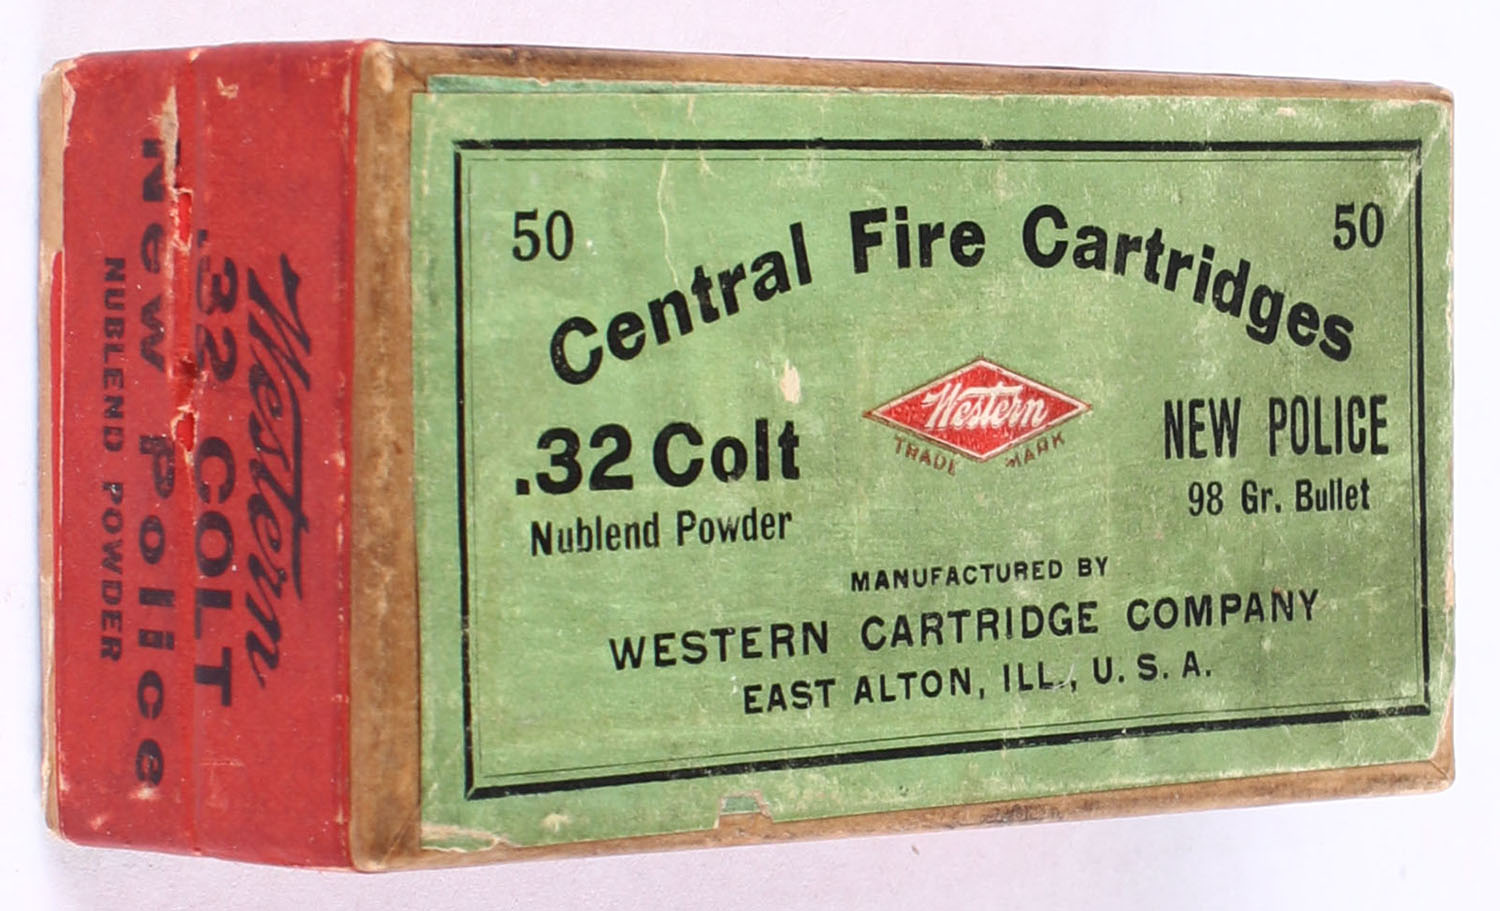 50
50
Central Fire Cartridges
Western
TRADE MARK
.32 Colt
Nublend Powder
NEW POLICE
98 Gr. Bullet
MANUFACTURED BY
WESTERN CARTRIDGE COMPANY
EAST ALTON, ILL., U. S. A.
Western
.32 COLT
New Police
NUBLEND POWDER